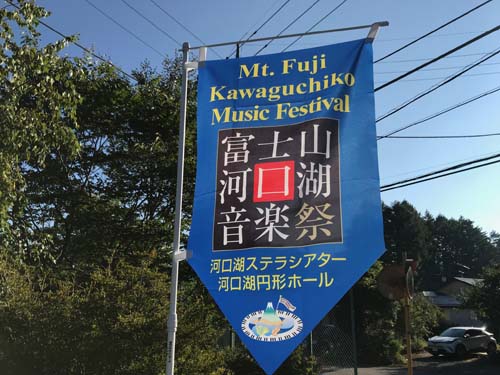 Mt. Fuji
Kawaguchiko
Music Festival
富士山
河口湖
音楽祭
河口湖ステラシアター
河口湖円形ホール